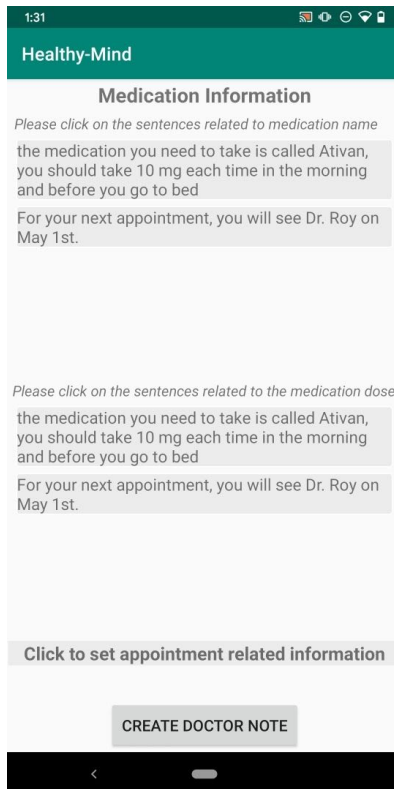 1:31
Healthy-Mind
Medication Information
Please click on the sentences related to medication name
the medication you need to take is called Ativan,
you should take 10 mg each time in the morning
and before you go to bed
For your next appointment, you will see Dr. Roy on
May 1st.
Please click on the sentences related to the medication dose
the medication you need to take is called Ativan,
you should take 10 mg each time in the morning
and before you go to bed
For your next appointment, you will see Dr. Roy on
May 1st.
Click to set appointment related information
CREATE DOCTOR NOTE